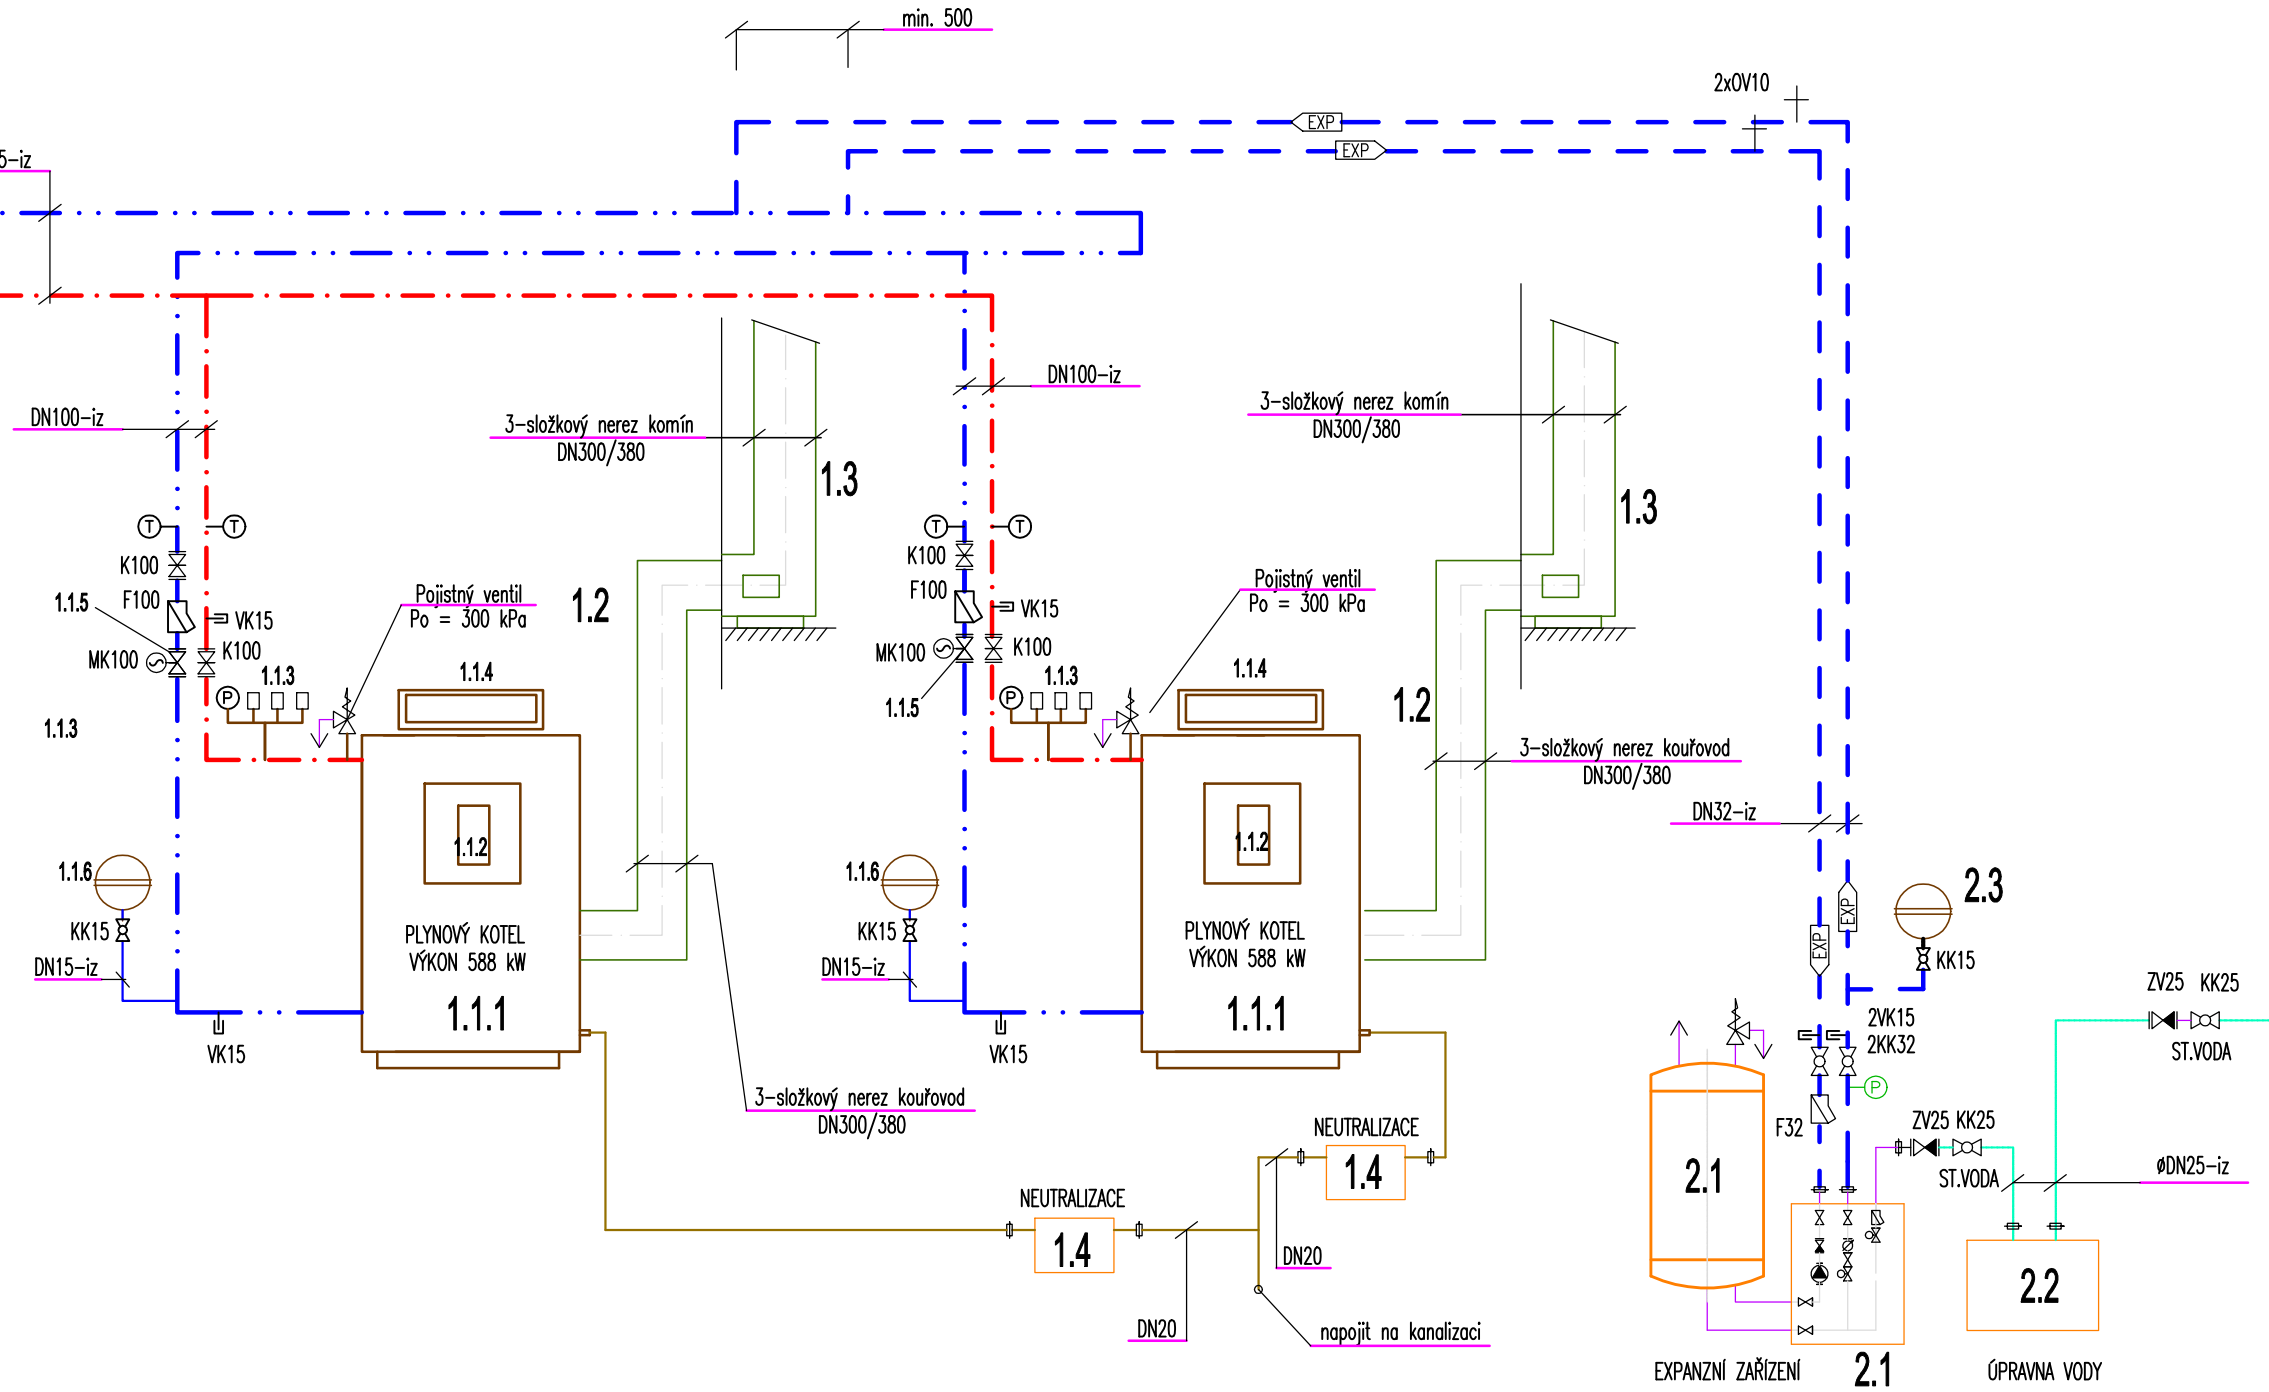 min. 500
2xOV10
EXP
EXP
5-iz
DN100-iz
DN100-iz
3-složkový nerez komín
DN300/380
1.3
3-složkový nerez komín
DN300/380
1.3
T
T
K100
F100
1.1.5
VK15
MK100
K100
P
1.1.3
1.1.3
Pojistný ventil
Po = 300 kPa
1.2
1.1.4
T
T
K100
F100
VK15
MK100
K100
1.1.5
P
1.1.3
Pojistný ventil
Po = 300 kPa
1.1.4
1.2
3-složkový nerez kouřovod
DN300/380
DN32-iz
1.1.2
1.1.6
KK15
DN15-iz
PLYNOVÝ KOTEL
VÝKON 588 kW
1.1.1
VK15
1.1.2
1.1.6
KK15
DN15-iz
PLYNOVÝ KOTEL
VÝKON 588 kW
1.1.1
VK15
EXP
EXP
2.3
KK15
2VK15
2KK32
P
F32
ZV25 KK25
ST.VODA
ZV25 KK25
ST.VODA
øDN25-iz
3-složkový nerez kouřovod
DN300/380
NEUTRALIZACE
1.4
NEUTRALIZACE
1.4
DN20
DN20
napojit na kanalizaci
2.1
2.2
EXPANZNÍ ZAŘÍZENÍ
2.1
ÚPRAVNA VODY